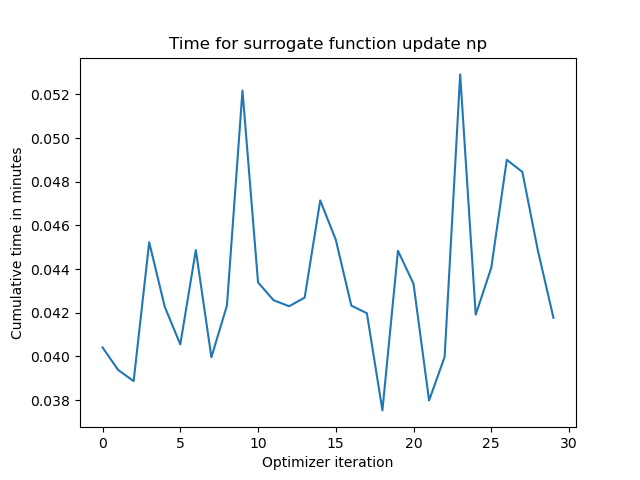 Time for surrogate function update np
Cumulative time in minutes
0.052
0.050
0.048
0.046
0.044
0.042
0.040
0.038
0 5 10 15 20 25 30
Optimizer iteration